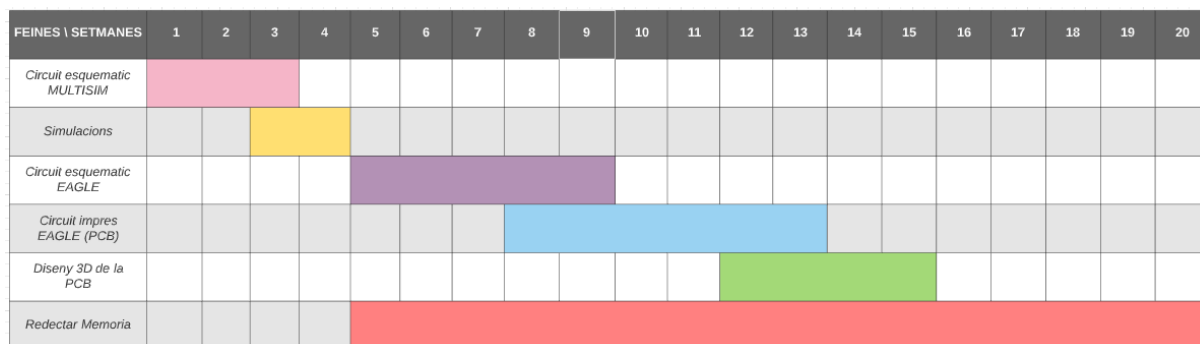 FEINES \ SETMANES 1 2 3 4 5 6 7 8 9 10 11 12 13 14 15 16 17 18 19 20
Circuit esquematic
MULTISIM
Simulacions
Circuit esquematic
EAGLE
Circuit impres
EAGLE (PCB)
Diseny 3D de la
PCB
Redectar Memoria